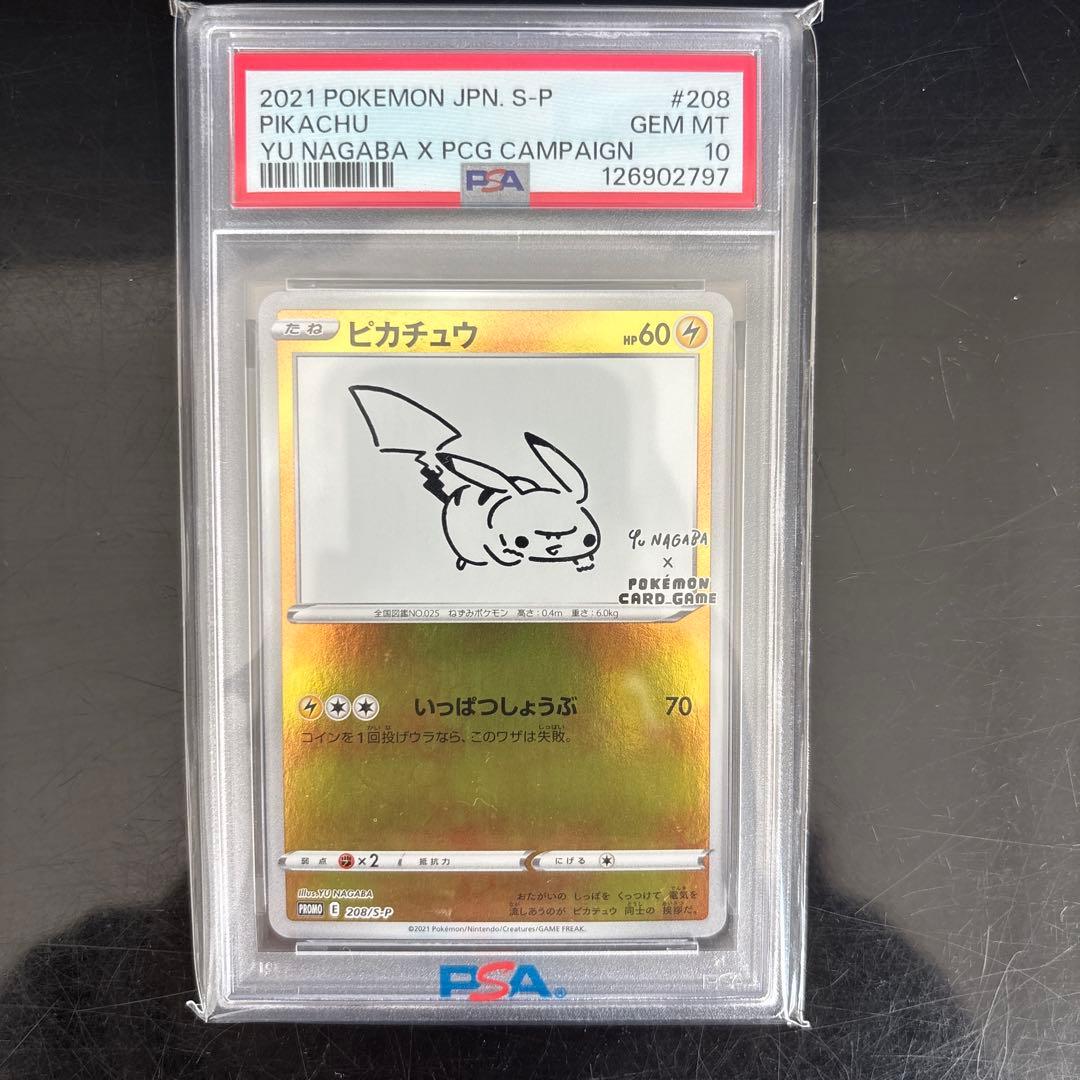 2021 POKEMON JPN. S-P #208
PIKACHU GEM MT
YU NAGABA X PCG CAMPAIGN 10
PSA 126902797
たね ピカチュウ HP60
YU NAGABA
X
POKÉMON
CARD GAME
全国図鑑NO.025 ねずみポケモン 高さ:0.4m 重さ:6.0kg
いっぱつしょうぶ 70
コインを1回投げウラなら、このワザは失敗。
弱点 ×2 抵抗力 にげる
Illus. YU NAGABA
おたがいの しっぽを くっつけて 電気を
PROMO E 208/S-P
流しあうのが ピカチュウ 同士の 挨拶だ。
©2021 Pokémon/Nintendo/Creatures/GAME FREAK.
PSA®